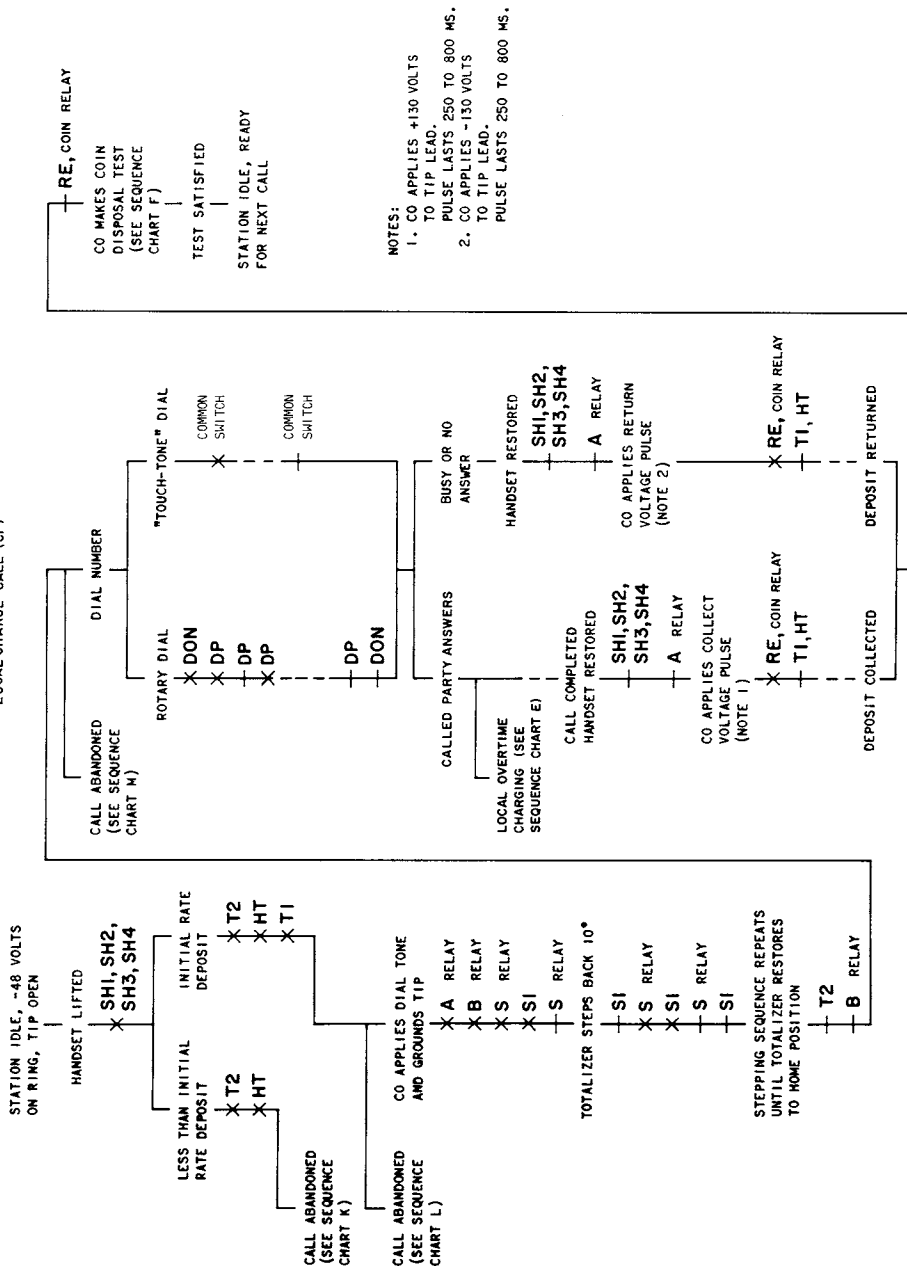 LOCAL CHARGE CALL (CF)
STATION IDLE, -48 VOLTS
ON RING, TIP OPEN
HANDSET LIFTED
SH1, SH2,
SH3, SH4
LESS THAN INITIAL
RATE DEPOSIT
T2
HT
CALL ABANDONED
(SEE SEQUENCE
CHART K)
INITIAL RATE
DEPOSIT
T2
HT
T1
CALL ABANDONED
(SEE SEQUENCE
CHART L)
CO APPLIES DIAL TONE
AND GROUNDS TIP
A RELAY
B RELAY
S RELAY
S1
S RELAY
TOTALIZER STEPS BACK 10°
S1
S RELAY
S1
S RELAY
S1
STEPPING SEQUENCE REPEATS
UNTIL TOTALIZER RESTORES
TO HOME POSITION
T2
B RELAY
CALL ABANDONED
(SEE SEQUENCE
CHART M)
DIAL NUMBER
ROTARY DIAL
DON
DP
DP
DP
DP
DON
"TOUCH-TONE" DIAL
COMMON
SWITCH
COMMON
SWITCH
CALLED PARTY ANSWERS
LOCAL OVERTIME
CHARGING (SEE
SEQUENCE CHART E)
CALL COMPLETED
HANDSET RESTORED
SH1, SH2,
SH3, SH4
A RELAY
CO APPLIES COLLECT
VOLTAGE PULSE
(NOTE 1)
RE, COIN RELAY
T1, HT
DEPOSIT COLLECTED
BUSY OR NO
ANSWER
HANDSET RESTORED
SH1, SH2,
SH3, SH4
A RELAY
CO APPLIES RETURN
VOLTAGE PULSE
(NOTE 2)
RE, COIN RELAY
T1, HT
DEPOSIT RETURNED
RE, COIN RELAY
CO MAKES COIN
DISPOSAL TEST
(SEE SEQUENCE
CHART F)
TEST SATISFIED
STATION IDLE, READY
FOR NEXT CALL
NOTES:
1. CO APPLIES +130 VOLTS
TO TIP LEAD.
PULSE LASTS 250 TO 800 MS.
2. CO APPLIES -130 VOLTS
TO TIP LEAD.
PULSE LASTS 250 TO 800 MS.